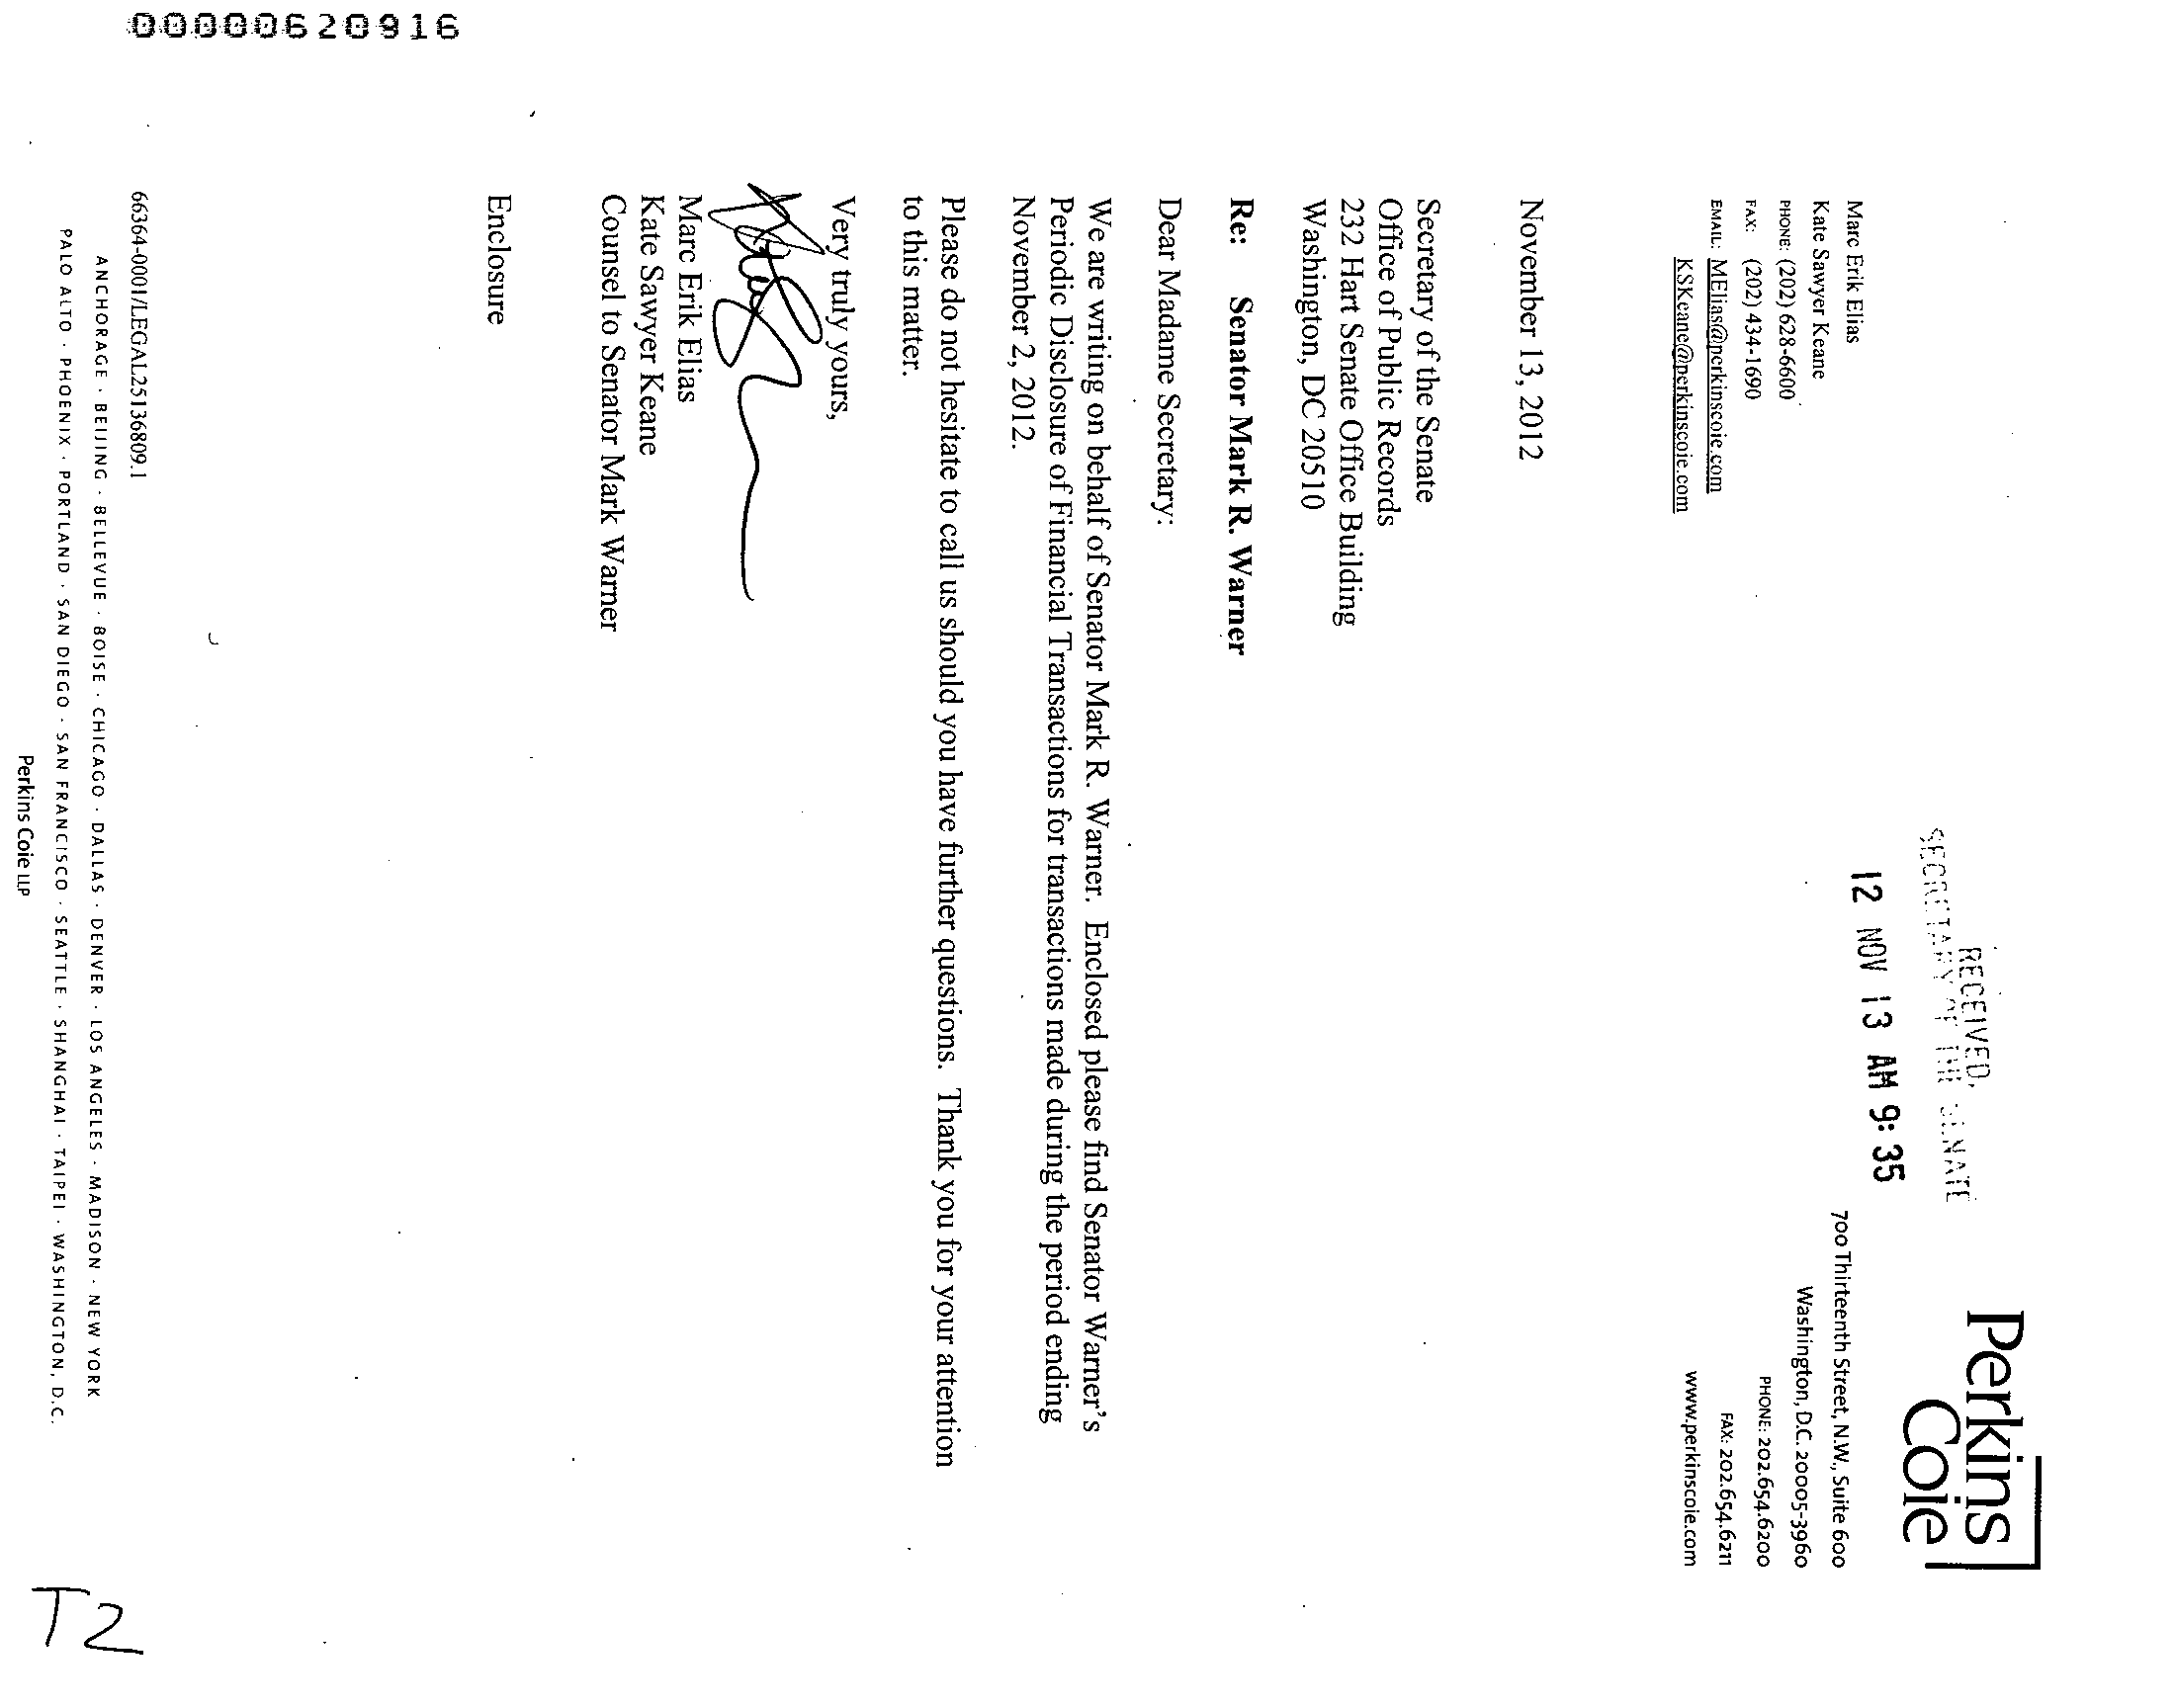 00000620916
RECEIVED
SECRETARY OF THE SENATE
12 NOV 13 AM 9:35
Perkins
Coie
700 Thirteenth Street, N.W., Suite 600
Washington, D.C. 20005-3960
PHONE: 202.654.6200
FAX: 202.654.6211
www.perkinscoie.com
Marc Erik Elias
Kate Sawyer Keane
PHONE: (202) 628-6600
FAX: (202) 434-1690
EMAIL: MElias@perkinscoie.com
KSKeane@perkinscoie.com
November 13, 2012
Secretary of the Senate
Office of Public Records
232 Hart Senate Office Building
Washington, DC 20510
Re: Senator Mark R. Warner
Dear Madame Secretary:
We are writing on behalf of Senator Mark R. Warner. Enclosed please find Senator Warner's
Periodic Disclosure of Financial Transactions for transactions made during the period ending
November 2, 2012.
Please do not hesitate to call us should you have further questions. Thank you for your attention
to this matter.
Very truly yours,
Marc Erik Elias
Kate Sawyer Keane
Counsel to Senator Mark Warner
Enclosure
66364-0001/LEGAL25136809.1
ANCHORAGE · BEIJING · BELLEVUE · BOISE · CHICAGO · DALLAS · DENVER · LOS ANGELES · MADISON · NEW YORK
PALO ALTO · PHOENIX · PORTLAND · SAN DIEGO · SAN FRANCISCO · SEATTLE · SHANGHAI · TAIPEI · WASHINGTON, D.C.
Perkins Coie LLP
T2